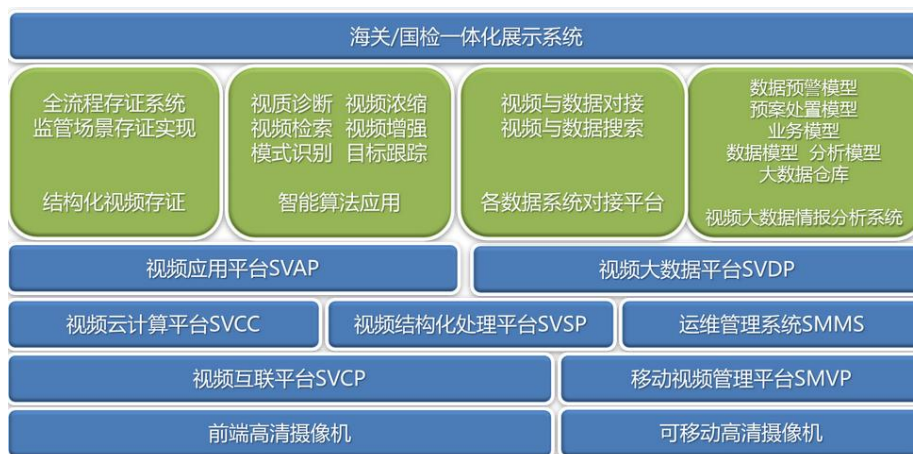 海关/国检一体化展示系统
全流程存证系统
监管场景存证实现
结构化视频存证
视质诊断 视频浓缩
视频检索 视频增强
模式识别 目标跟踪
智能算法应用
视频与数据对接
视频与数据搜索
各数据系统对接平台
数据预警模型
预案处置模型
业务模型
数据模型 分析模型
大数据仓库
视频大数据情报分析系统
视频应用平台SVAP
视频大数据平台SVDP
视频云计算平台SVCC
视频结构化处理平台SVSP
运维管理系统SMMS
视频互联平台SVCP
移动视频管理平台SMVP
前端高清摄像机
可移动高清摄像机